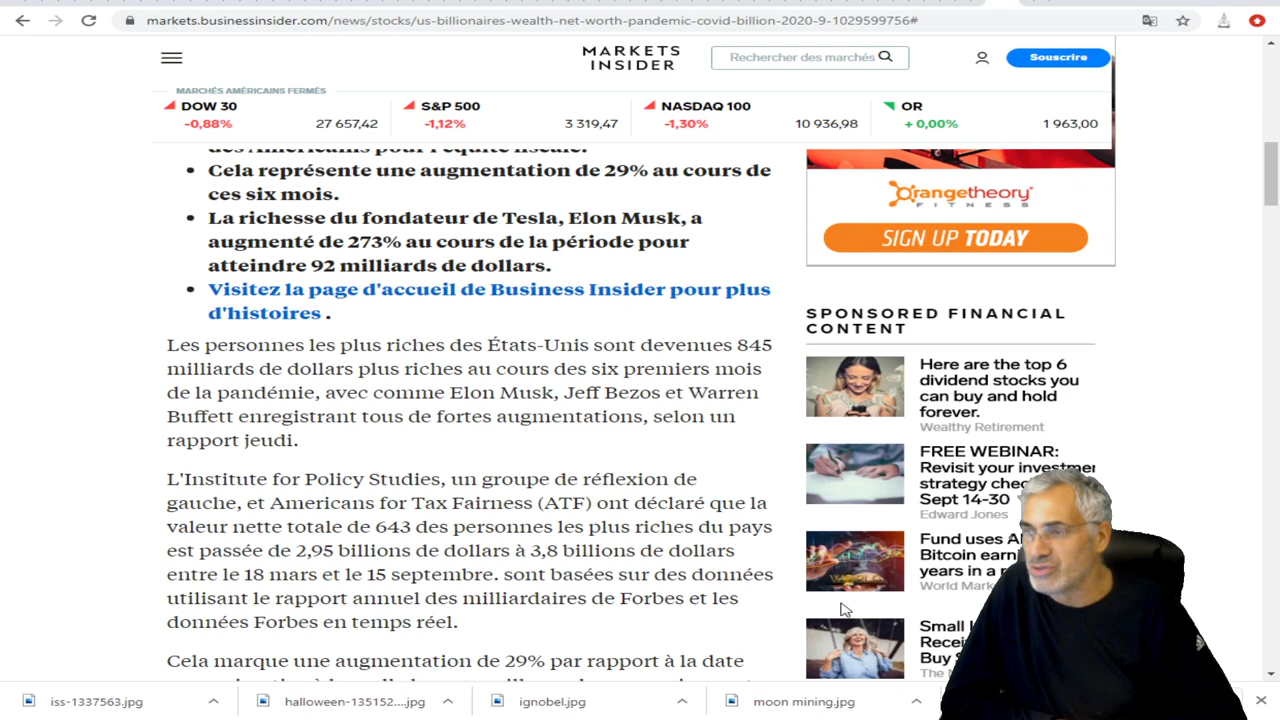 markets.businessinsider.com/news/stocks/us-billionaires-wealth-net-worth-pandemic-covid-billion-2020-9-1029599756#
MARKETS
INSIDER
Rechercher des marchés
Souscrire
MARCHÉS AMÉRICAINS FERMÉS
DOW 30
-0,88% 27 657,42
S&P 500
-1,12% 3 319,47
NASDAQ 100
-1,30% 10 936,98
OR
+ 0,00% 1 963,00
des Américains pour l'équité fiscale.
• Cela représente une augmentation de 29% au cours de
ces six mois.
• La richesse du fondateur de Tesla, Elon Musk, a
augmenté de 273% au cours de la période pour
atteindre 92 milliards de dollars.
• Visitez la page d'accueil de Business Insider pour plus
d'histoires .
Les personnes les plus riches des États-Unis sont devenues 845
milliards de dollars plus riches au cours des six premiers mois
de la pandémie, avec comme Elon Musk, Jeff Bezos et Warren
Buffett enregistrant tous de fortes augmentations, selon un
rapport jeudi.
L'Institute for Policy Studies, un groupe de réflexion de
gauche, et Americans for Tax Fairness (ATF) ont déclaré que la
valeur nette totale de 643 des personnes les plus riches du pays
est passée de 2,95 billions de dollars à 3,8 billions de dollars
entre le 18 mars et le 15 septembre. sont basées sur des données
utilisant le rapport annuel des milliardaires de Forbes et les
données Forbes en temps réel.
Cela marque une augmentation de 29% par rapport à la date
Orangetheory
FITNESS
SIGN UP TODAY
SPONSORED FINANCIAL
CONTENT
Here are the top 6
dividend stocks you
can buy and hold
forever.
Wealthy Retirement
FREE WEBINAR:
Revisit your investmer
strategy chec
Sept 14-30
Edward Jones
Fund uses A
Bitcoin earni
years in a r
World Mark
Small
Recei
Buy S
The M
iss-1337563.jpg
halloween-135152....jpg
ignobel.jpg
moon mining.jpg